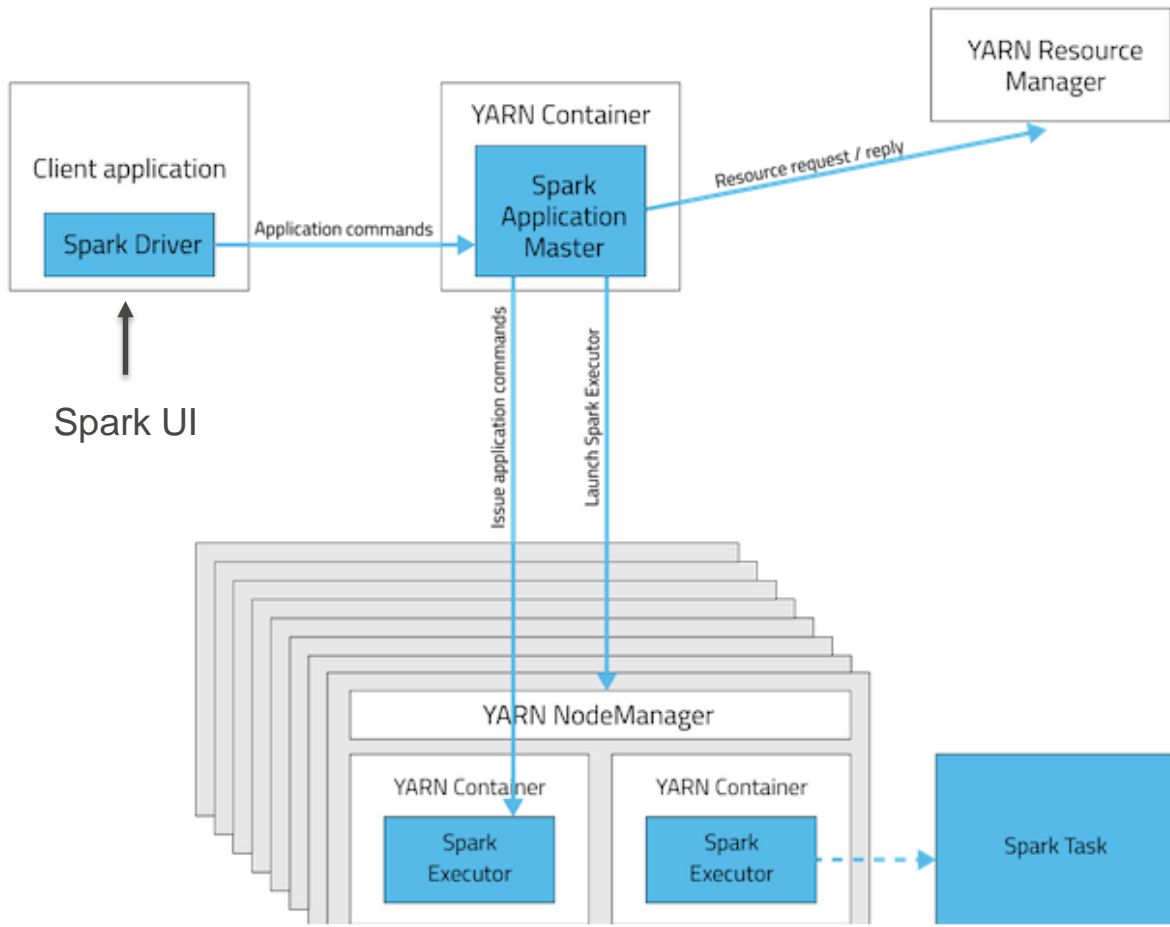 YARN Resource
Manager
YARN Container
Client application
Spark
Application
Master
Spark Driver
Application commands
Resource request / reply
Spark UI
Issue application commands
Launch Spark Executor
YARN NodeManager
YARN Container
Spark
Executor
YARN Container
Spark
Executor
Spark Task